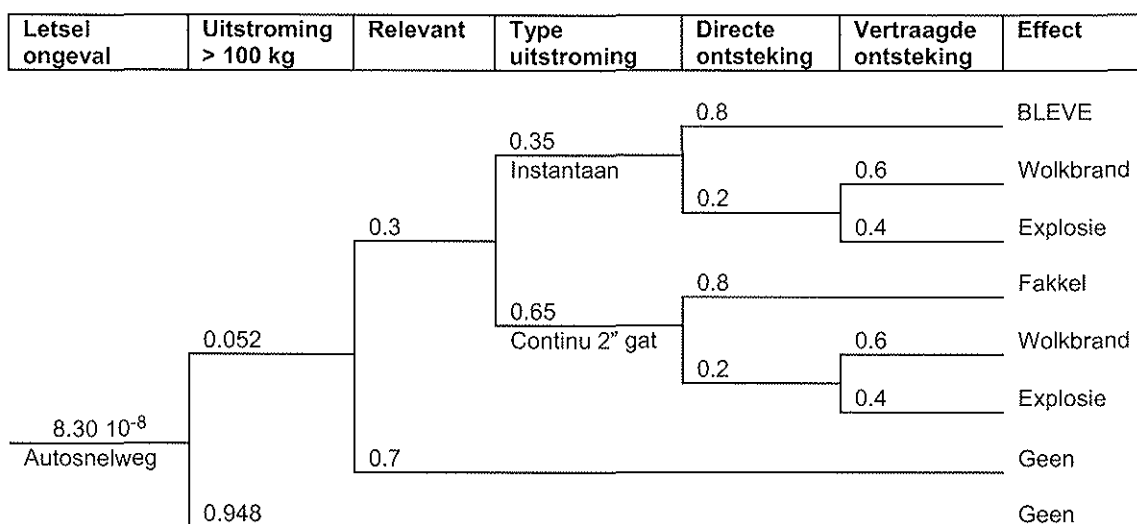 Letsel ongeval Uitstroming > 100 kg Relevant Type uitstroming Directe ontsteking Vertraagde ontsteking Effect
0.8 BLEVE
0.35
Instantaan 0.6 Wolkbrand
0.2
0.3 0.4 Explosie
0.8 Fakkel
0.65
Continu 2" gat 0.6 Wolkbrand
0.052
0.2
0.4 Explosie
8.30 10-8
Autosnelweg 0.7 Geen
0.948 Geen